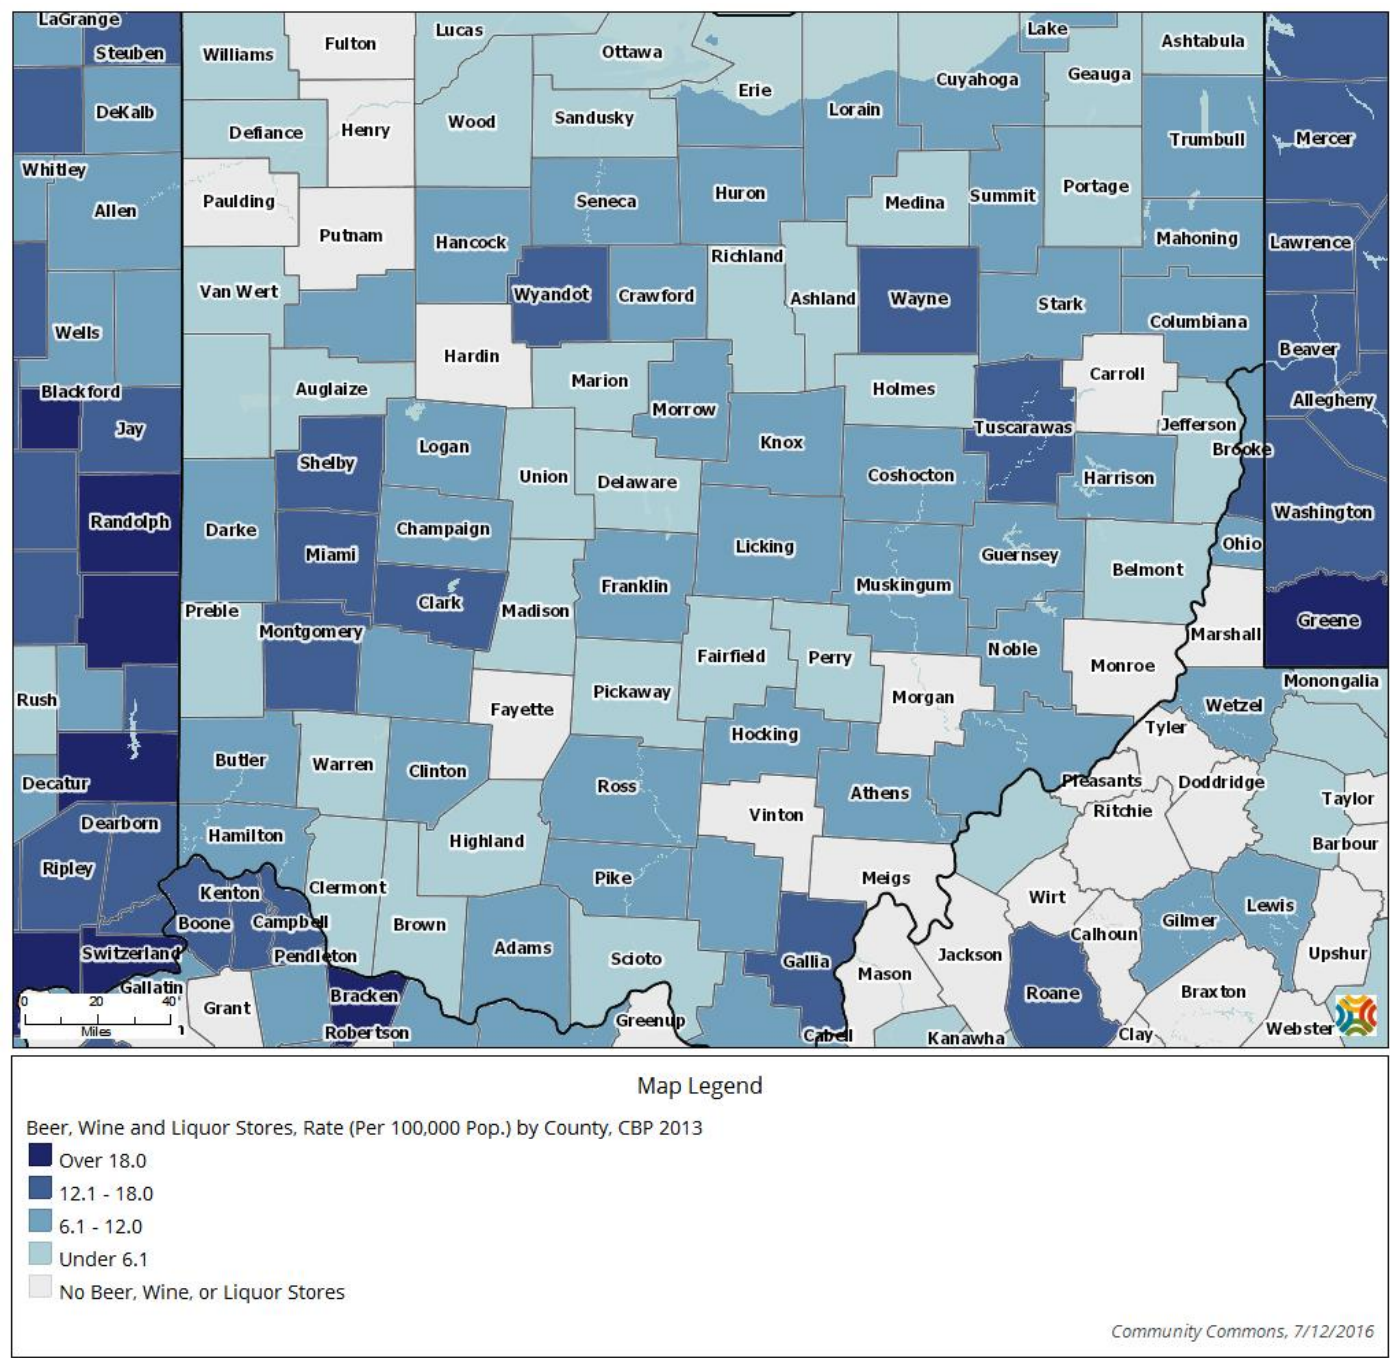 LaGrange
Steuben
Williams
Fulton
Lucas
Ottawa
Lake
Ashtabula
Geauga
Cuyahoga
Erie
DeKalb
Defiance
Henry
Wood
Sandusky
Lorain
Trumbull
Mercer
Whitley
Allen
Paulding
Putnam
Seneca
Huron
Medina
Summit
Portage
Hancock
Mahoning
Lawrence
Richland
Van Wert
Wyandot
Crawford
Ashland
Wayne
Stark
Columbiana
Wells
Hardin
Beaver
Blackford
Auglaize
Marion
Holmes
Carroll
Allegheny
Jay
Morrow
Tuscarawas
Jefferson
Logan
Knox
Brooke
Shelby
Union
Delaware
Coshocton
Harrison
Randolph
Darke
Champaign
Washington
Miami
Licking
Guernsey
Ohio
Franklin
Muskingum
Belmont
Preble
Clark
Madison
Montgomery
Greene
Marshall
Fairfield
Perry
Noble
Monroe
Rush
Pickaway
Morgan
Monongalia
Fayette
Wetzel
Hocking
Tyler
Butler
Warren
Clinton
Ross
Athens
Pleasants
Doddridge
Decatur
Taylor
Dearborn
Hamilton
Highland
Vinton
Ritchie
Barbour
Ripley
Pike
Meigs
Kenton
Clermont
Wirt
Boone
Campbell
Brown
Lewis
Gilmer
Calhoun
Switzerland
Pendleton
Adams
Scioto
Gallia
Jackson
Upshur
Mason
Gallatin
Grant
Bracken
Roane
Braxton
Robertson
Greenup
Cabell
Kanawha
Clay
Webster
n
0 20 40
Miles
Map Legend
Beer, Wine and Liquor Stores, Rate (Per 100,000 Pop.) by County, CBP 2013
Over 18.0
12.1 - 18.0
6.1 - 12.0
Under 6.1
No Beer, Wine, or Liquor Stores
Community Commons, 7/12/2016